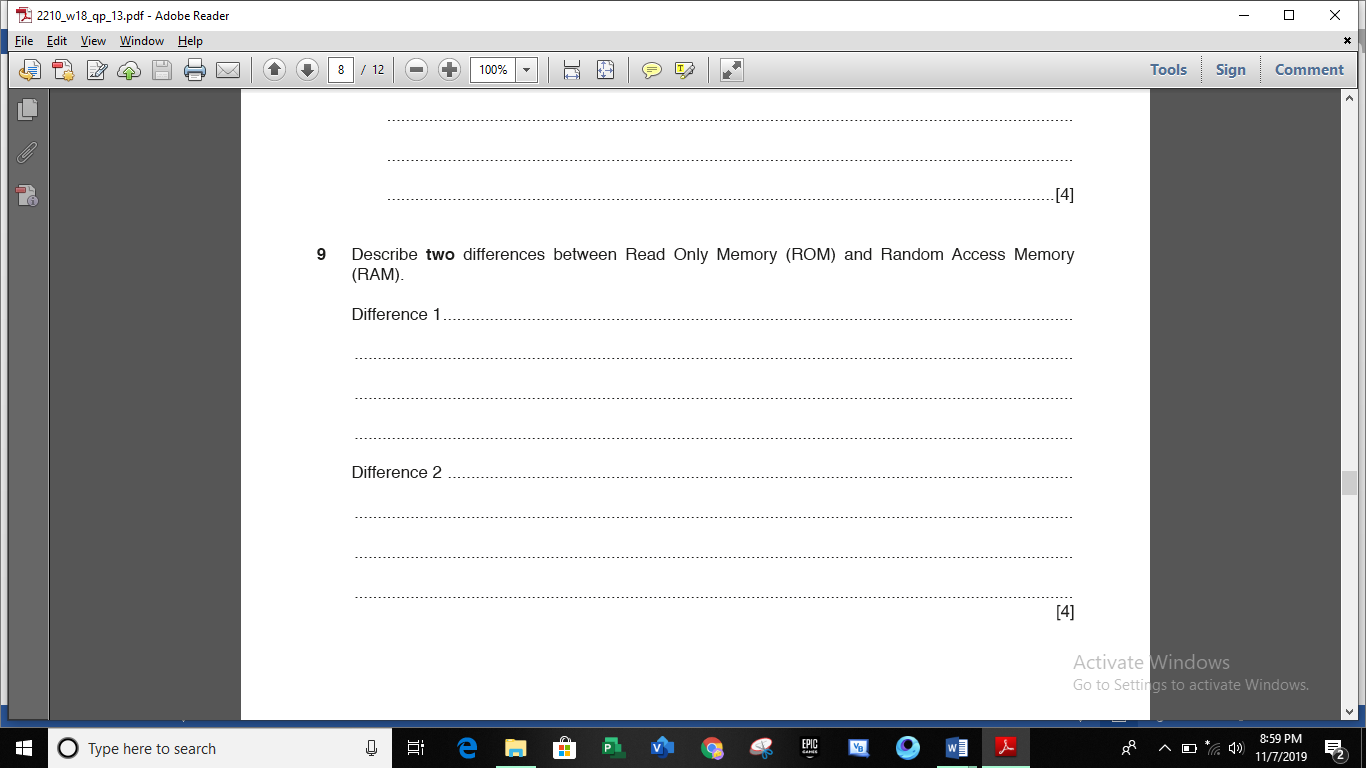 2210_w18_qp_13.pdf - Adobe Reader
File Edit View Window Help
8 / 12 100% Tools Sign Comment
[4]
9 Describe two differences between Read Only Memory (ROM) and Random Access Memory
(RAM).
Difference 1
Difference 2
[4]
Activate Windows
Go to Settings to activate Windows.
Type here to search
8:59 PM
11/7/2019
2